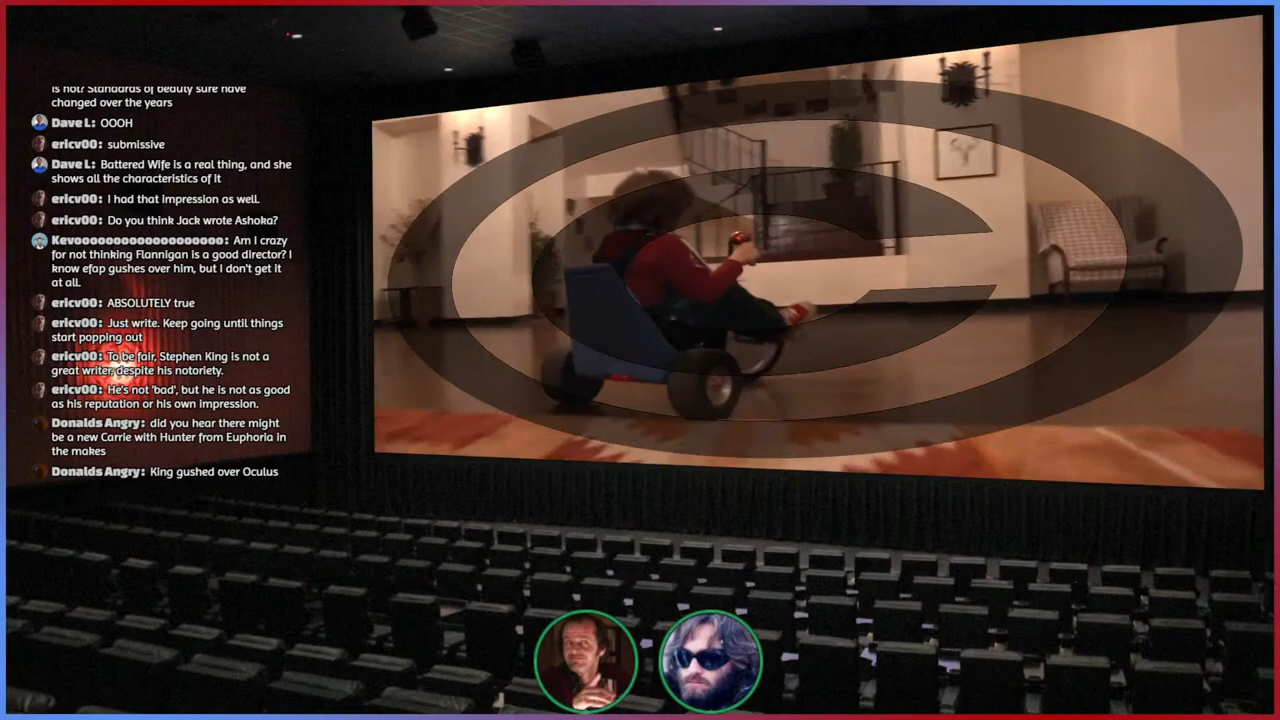 is not? Standards of beauty sure have
changed over the years
Dave L: OOOH
ericv00: submissive
Dave L: Battered Wife is a real thing, and she
shows all the characteristics of it
ericv00: I had that impression as well.
ericv00: Do you think Jack wrote Ashoka?
Kevoooooooooooooooooo: Am I crazy
for not thinking Flannigan is a good director? I
know efap gushes over him, but I don't get it
at all.
ericv00: ABSOLUTELY true
ericv00: Just write. Keep going until things
start popping out
ericv00: To be fair, Stephen King is not a
great writer, despite his notoriety.
ericv00: He's not 'bad', but he is not as good
as his reputation or his own impression.
Donalds Angry: did you hear there might
be a new Carrie with Hunter from Euphoria in
the makes
Donalds Angry: King gushed over Oculus